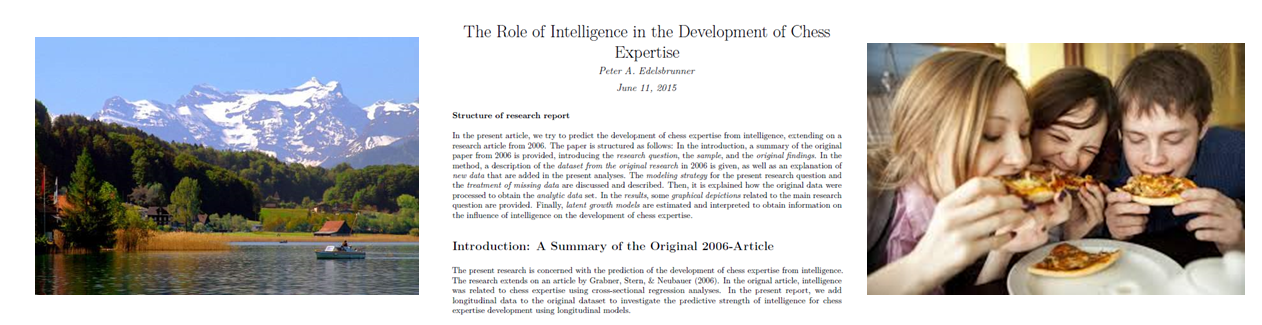 The Role of Intelligence in the Development of Chess
Expertise
Peter A. Edelsbrunner
June 11, 2015
Structure of research report
In the present article, we try to predict the development of chess expertise from intelligence, extending on a
research article from 2006. The paper is structured as follows: In the introduction, a summary of the original
paper from 2006 is provided, introducing the research question, the sample, and the original findings. In the
method, a description of the dataset from the original research in 2006 is given, as well as an explanation of
new data that are added in the present analyses. The modeling strategy for the present research question and
the treatment of missing data are discussed and described. Then, it is explained how the original data were
processed to obtain the analytic data set. In the results, some graphical depictions related to the main research
question are provided. Finally, latent growth models are estimated and interpreted to obtain information on
the influence of intelligence on the development of chess expertise.
Introduction: A Summary of the Original 2006-Article
The present research is concerned with the prediction of the development of chess expertise from intelligence.
The research extends on an article by Grabner, Stern, & Neubauer (2006). In the orignal article, intelligence
was related to chess expertise using cross-sectional regression analyses. In the present report, we add
longitudinal data to the original dataset to investigate the predictive strength of intelligence for chess
expertise development using longitudinal models.